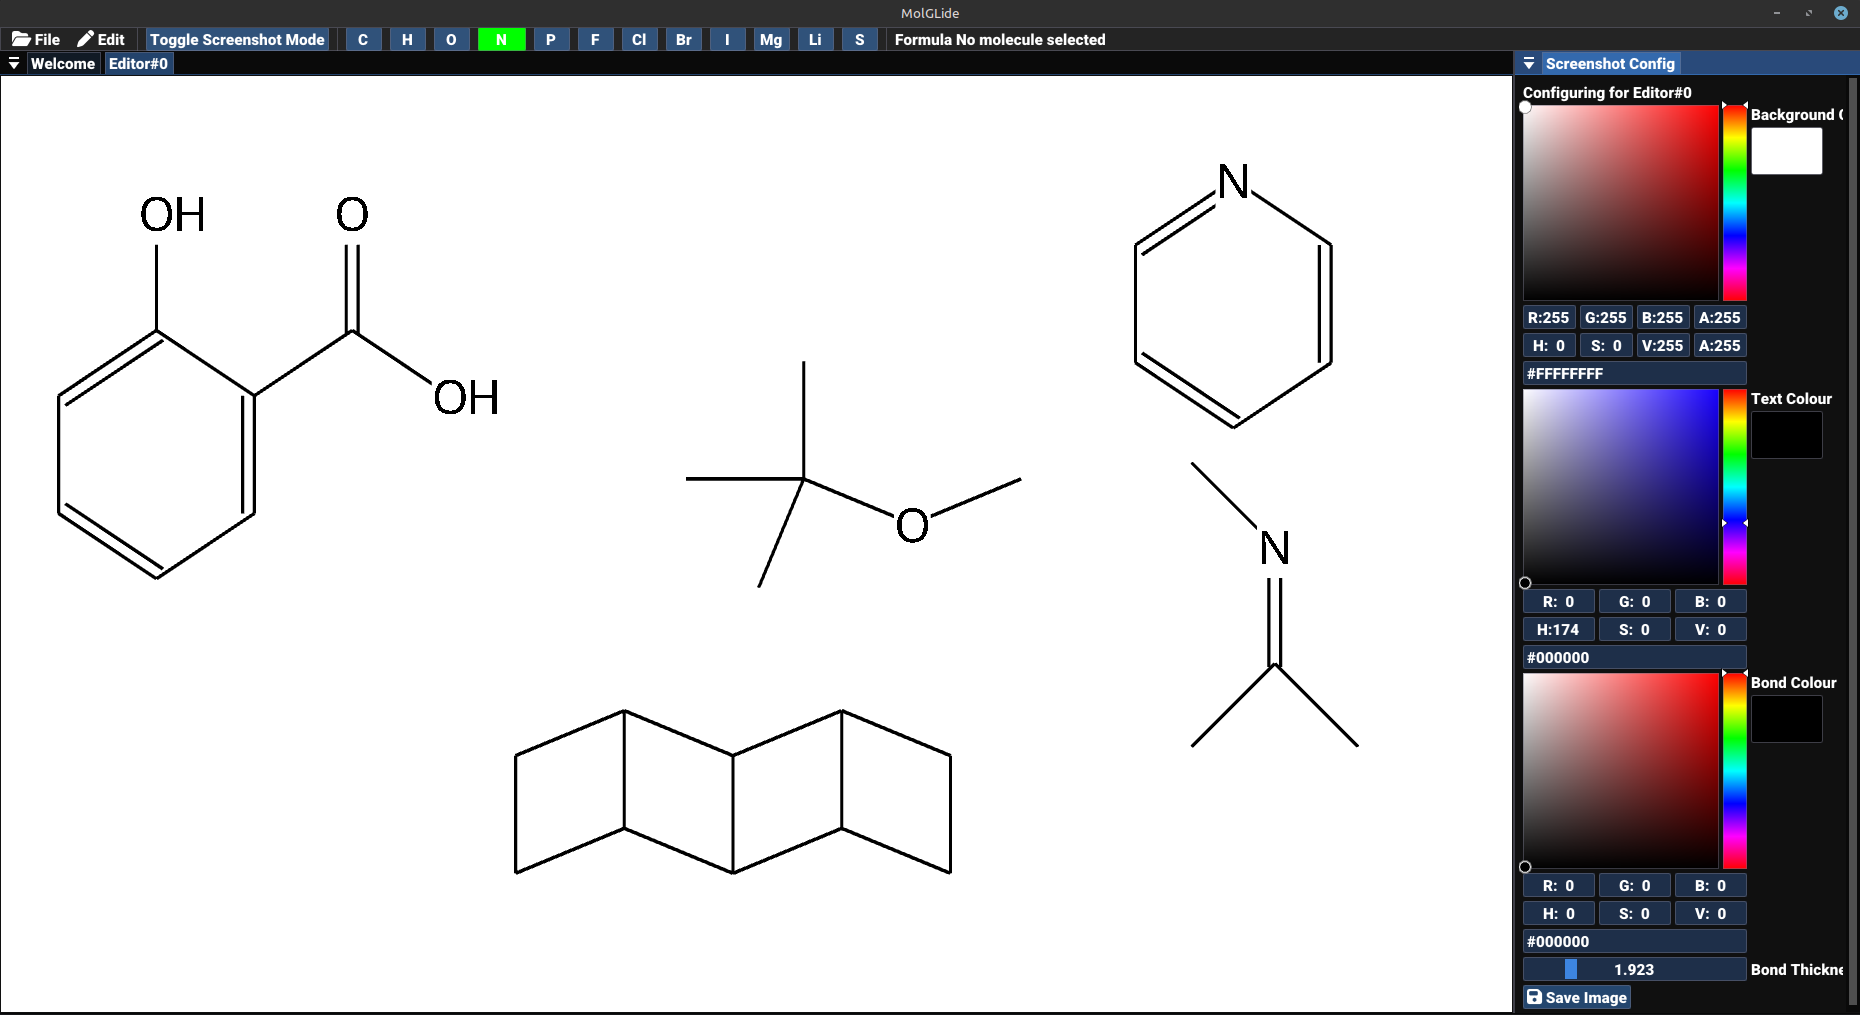 MolGLide
File Edit Toggle Screenshot Mode C H O N P F Cl Br I Mg Li S Formula No molecule selected
Welcome Editor#0
OH O
OH
O
N
N
Screenshot Config
Configuring for Editor#0
Background C
R:255 G:255 B:255 A:255
H: 0 S: 0 V:255 A:255
#FFFFFFFF
Text Colour
R: 0 G: 0 B: 0
H:174 S: 0 V: 0
#000000
Bond Colour
R: 0 G: 0 B: 0
H: 0 S: 0 V: 0
#000000
1.923 Bond Thickne
Save Image